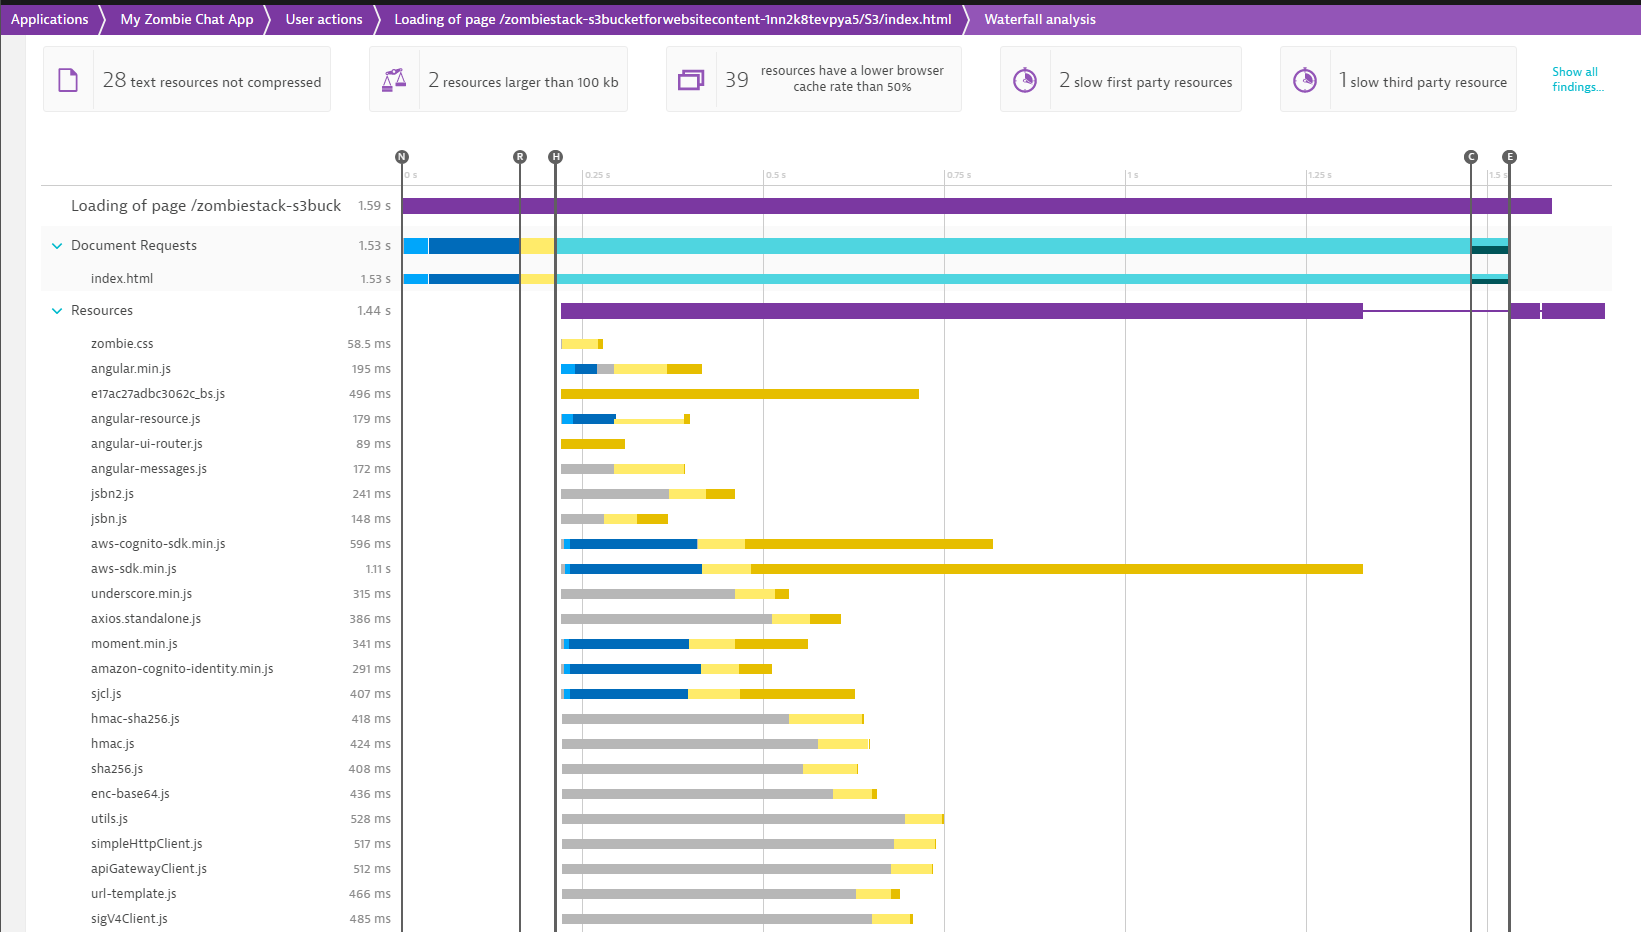 Applications My Zombie Chat App User actions Loading of page /zombiestack-s3bucketforwebsitecontent-1nn2k8tevpya5/S3/index.html Waterfall analysis
28 text resources not compressed
2 resources larger than 100 kb
39 resources have a lower browser
cache rate than 50%
2 slow first party resources
1 slow third party resource
Show all
findings...
N R H C E
0 s 0.25 s 0.5 s 0.75 s 1 s 1.25 s 1.5 s
Loading of page /zombiestack-s3buck 1.59 s
Document Requests 1.53 s
index.html 1.53 s
Resources 1.44 s
zombie.css 58.5 ms
angular.min.js 195 ms
e17ac27adbc3062c_bs.js 496 ms
angular-resource.js 179 ms
angular-ui-router.js 89 ms
angular-messages.js 172 ms
jsbn2.js 241 ms
jsbn.js 148 ms
aws-cognito-sdk.min.js 596 ms
aws-sdk.min.js 1.11 s
underscore.min.js 315 ms
axios.standalone.js 386 ms
moment.min.js 341 ms
amazon-cognito-identity.min.js 291 ms
sjcl.js 407 ms
hmac-sha256.js 418 ms
hmac.js 424 ms
sha256.js 408 ms
enc-base64.js 436 ms
utils.js 528 ms
simpleHttpClient.js 517 ms
apiGatewayClient.js 512 ms
url-template.js 466 ms
sigV4Client.js 485 ms